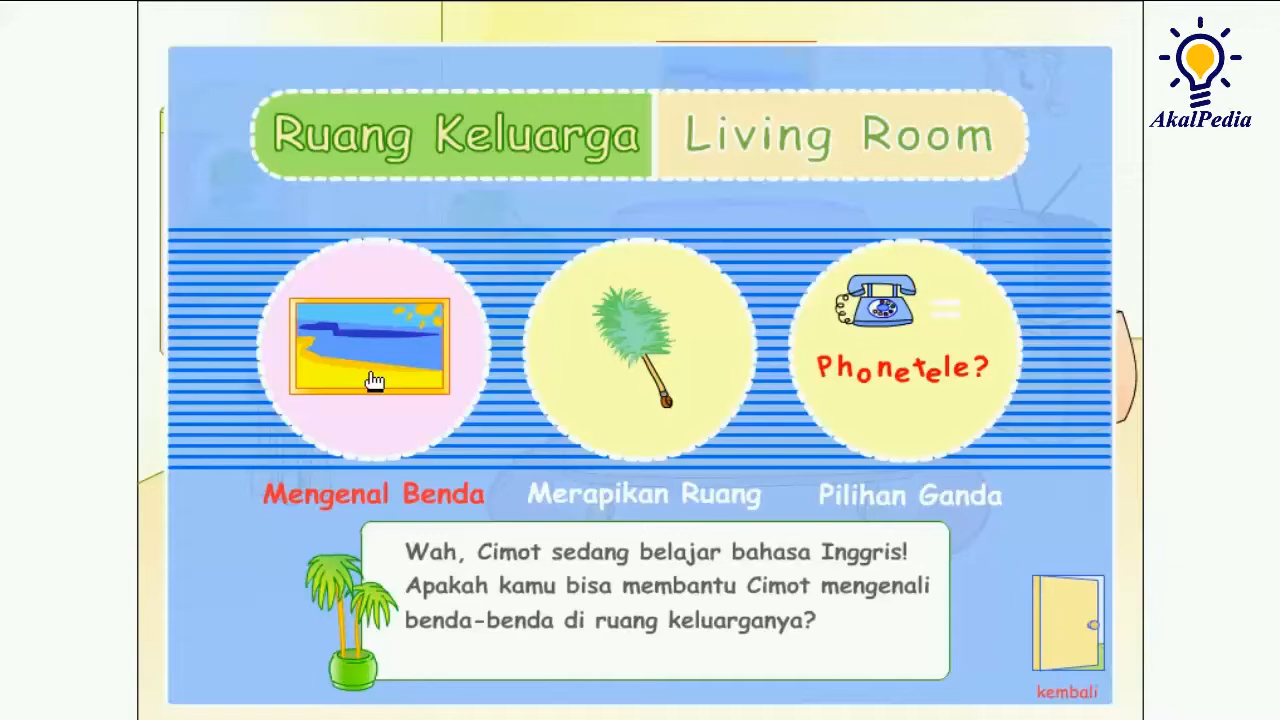 AkalPedia
Ruang Keluarga Living Room
Phonetele?
Mengenal Benda Merapikan Ruang Pilihan Ganda
Wah, Cimot sedang belajar bahasa Inggris!
Apakah kamu bisa membantu Cimot mengenali
benda-benda di ruang keluarganya?
kembali